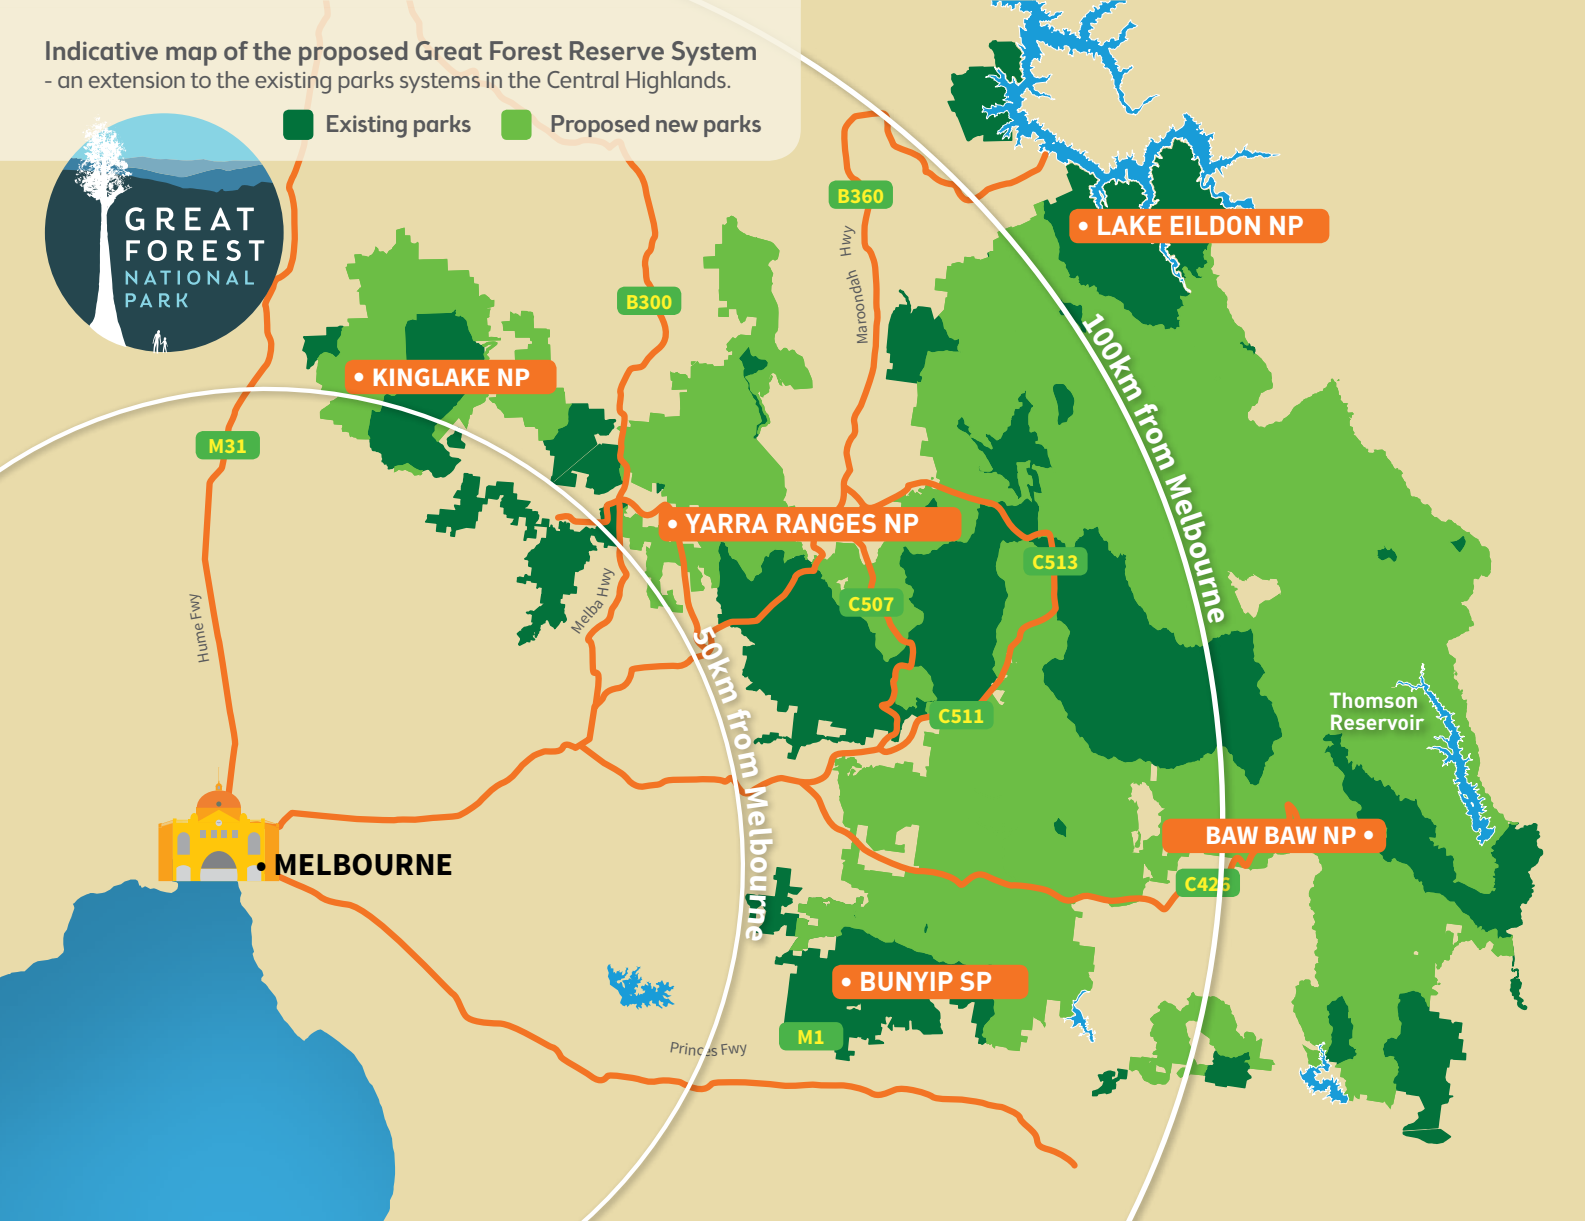 Indicative map of the proposed Great Forest Reserve System
- an extension to the existing parks systems in the Central Highlands.
Existing parks
Proposed new parks
GREAT
FOREST
NATIONAL
PARK
B360
Maroondah Hwy
• LAKE EILDON NP
B300
100km from Melbourne
• KINGLAKE NP
M31
• YARRA RANGES NP
C513
C507
Hume Fwy
Melba Hwy
50km from Melbourne
C511
Thomson
Reservoir
BAW BAW NP •
• MELBOURNE
C426
• BUNYIP SP
M1
Princes Fwy